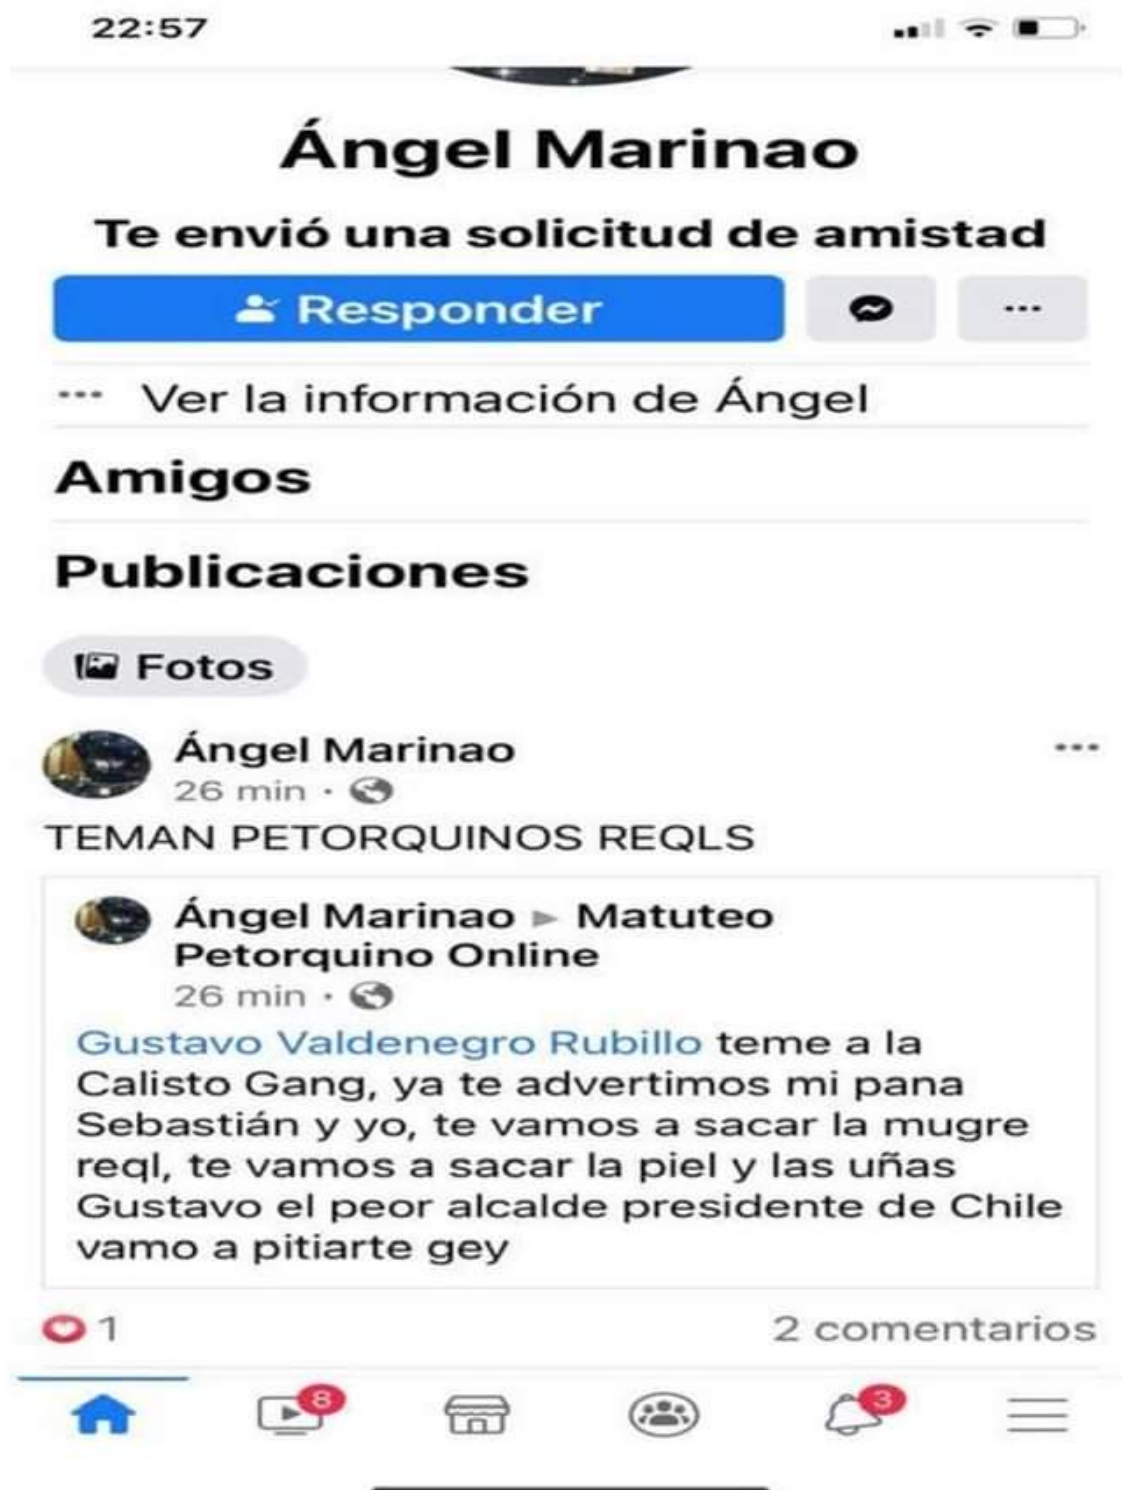 22:57
Ángel Marinao
Te envió una solicitud de amistad
Responder
Ver la información de Ángel
Amigos
Publicaciones
Fotos
Ángel Marinao
26 min ·
TEMAN PETORQUINOS REQLS
Ángel Marinao ▸ Matuteo
Petorquino Online
26 min ·
Gustavo Valdenegro Rubillo teme a la
Calisto Gang, ya te advertimos mi pana
Sebastián y yo, te vamos a sacar la mugre
reql, te vamos a sacar la piel y las uñas
Gustavo el peor alcalde presidente de Chile
vamo a pitiarte gey
1
2 comentarios
8
3